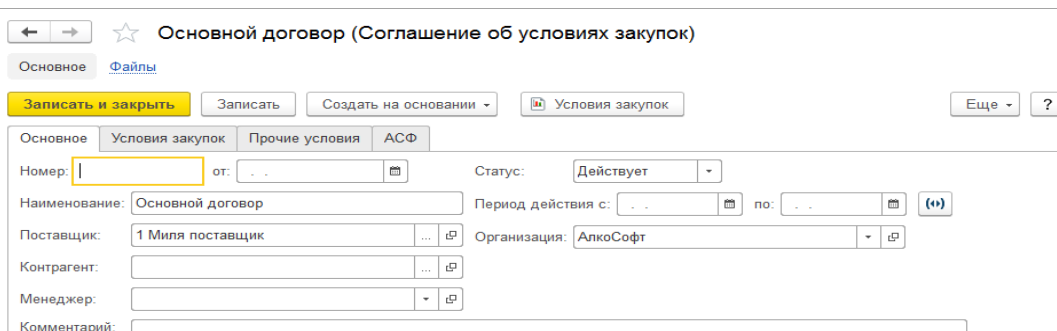 Основной договор (Соглашение об условиях закупок)
Основное Файлы
Записать и закрыть Записать Создать на основании Условия закупок Еще ?
Основное Условия закупок Прочие условия АСФ
Номер: от: . . Статус: Действует
Наименование: Основной договор Период действия с: . . по: . .
Поставщик: 1 Миля поставщик ... Организация: АлкоСофт
Контрагент: ...
Менеджер:
Комментарий: